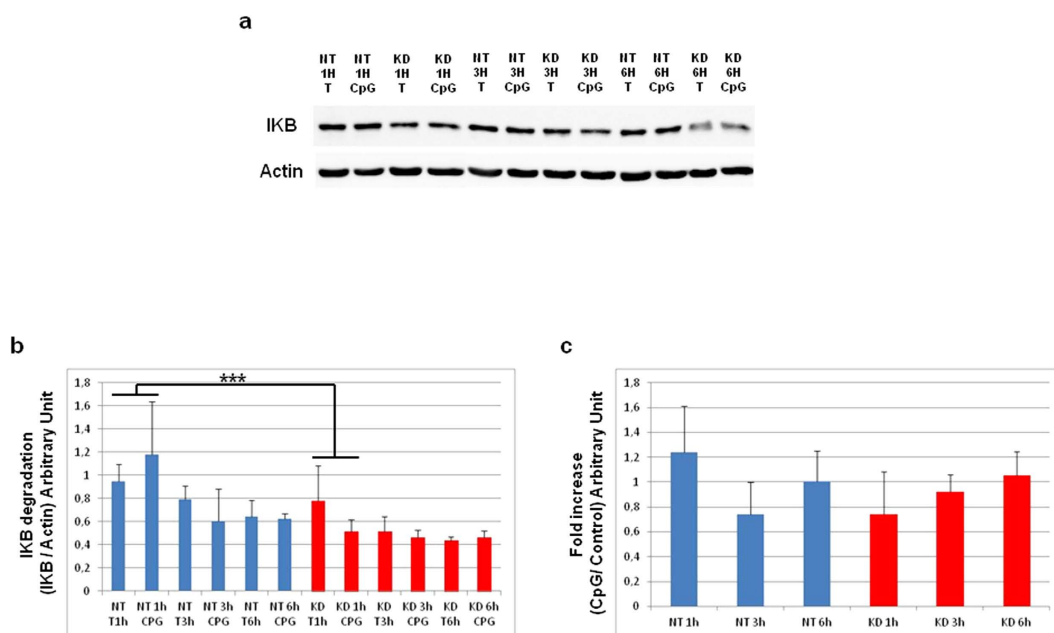 a
NT NT KD KD NT NT KD KD NT NT KD KD
1H 1H 1H 1H 3H 3H 3H 3H 6H 6H 6H 6H
T CpG T CpG T CpG T CpG T CpG T CpG
IKB
Actin
b
IKB degradation
(IKB / Actin) Arbitrary Unit
1,8
1,6
1,4
1,2
1
0,8
0,6
0,4
0,2
0
***
NT NT 1h NT NT 3h NT NT 6h KD KD 1h KD KD 3h KD KD 6h
T1h CPG T3h CPG T6h CPG T1h CPG T3h CPG T6h CPG
c
Fold increase
(CpG/ Control) Arbitrary Unit
1,8
1,6
1,4
1,2
1
0,8
0,6
0,4
0,2
0
NT 1h NT 3h NT 6h KD 1h KD 3h KD 6h